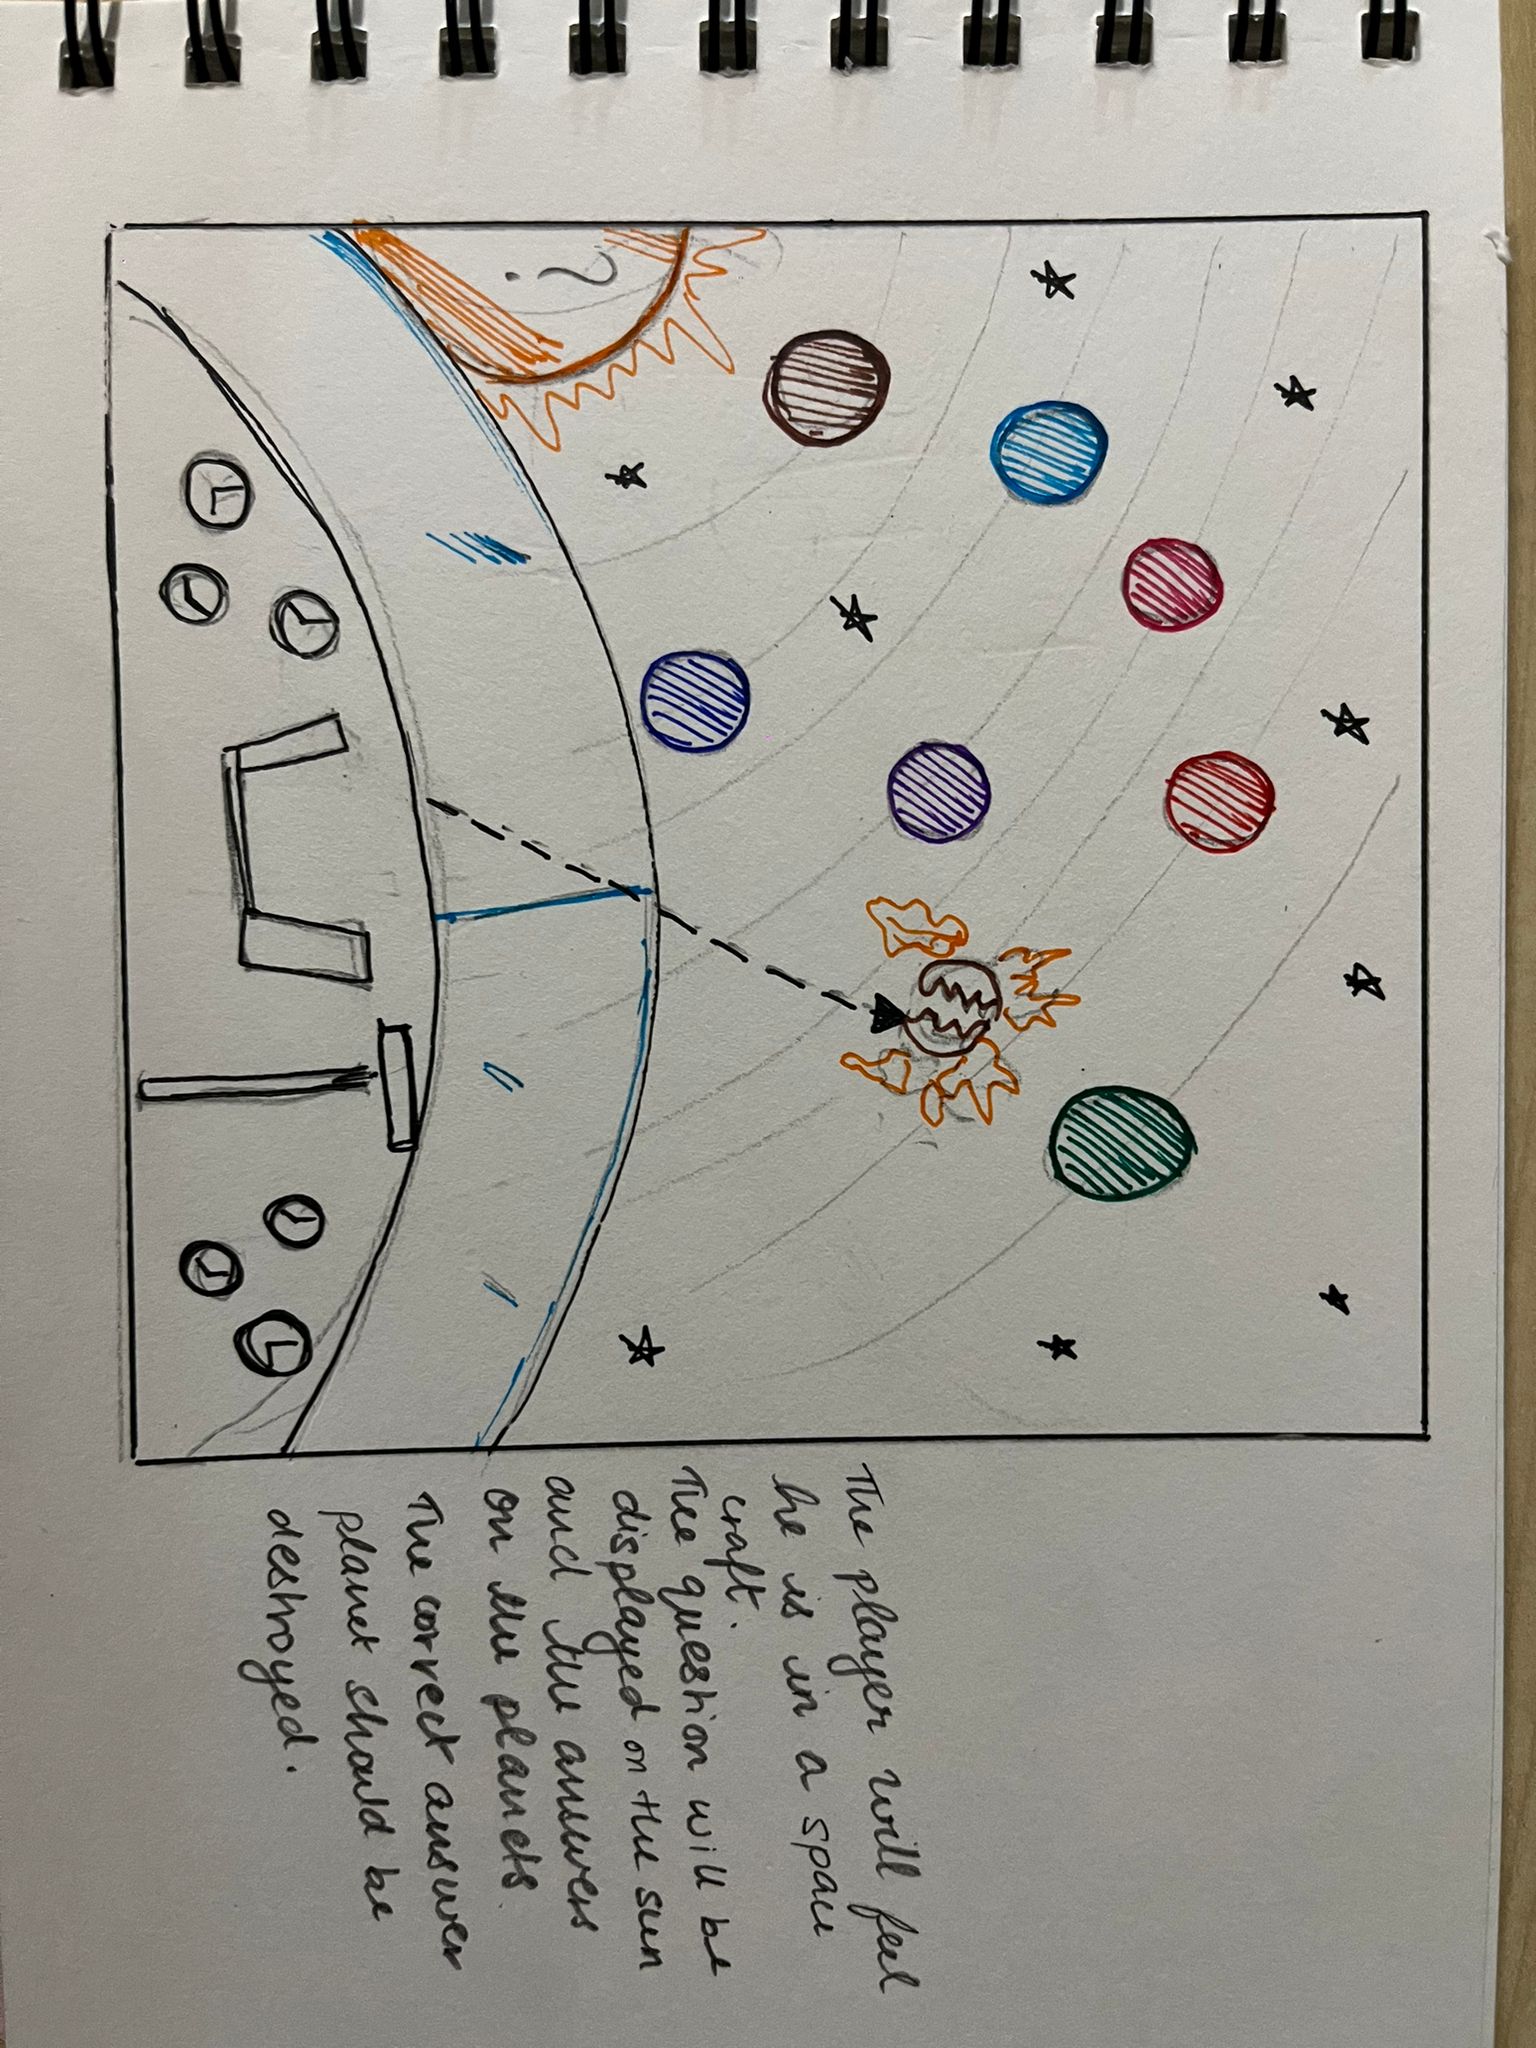 ?
The player will feel
he is in a space
craft.
The question will be
displayed on the sun
and the answers
on the planets.
The correct answer
planet should be
destroyed.